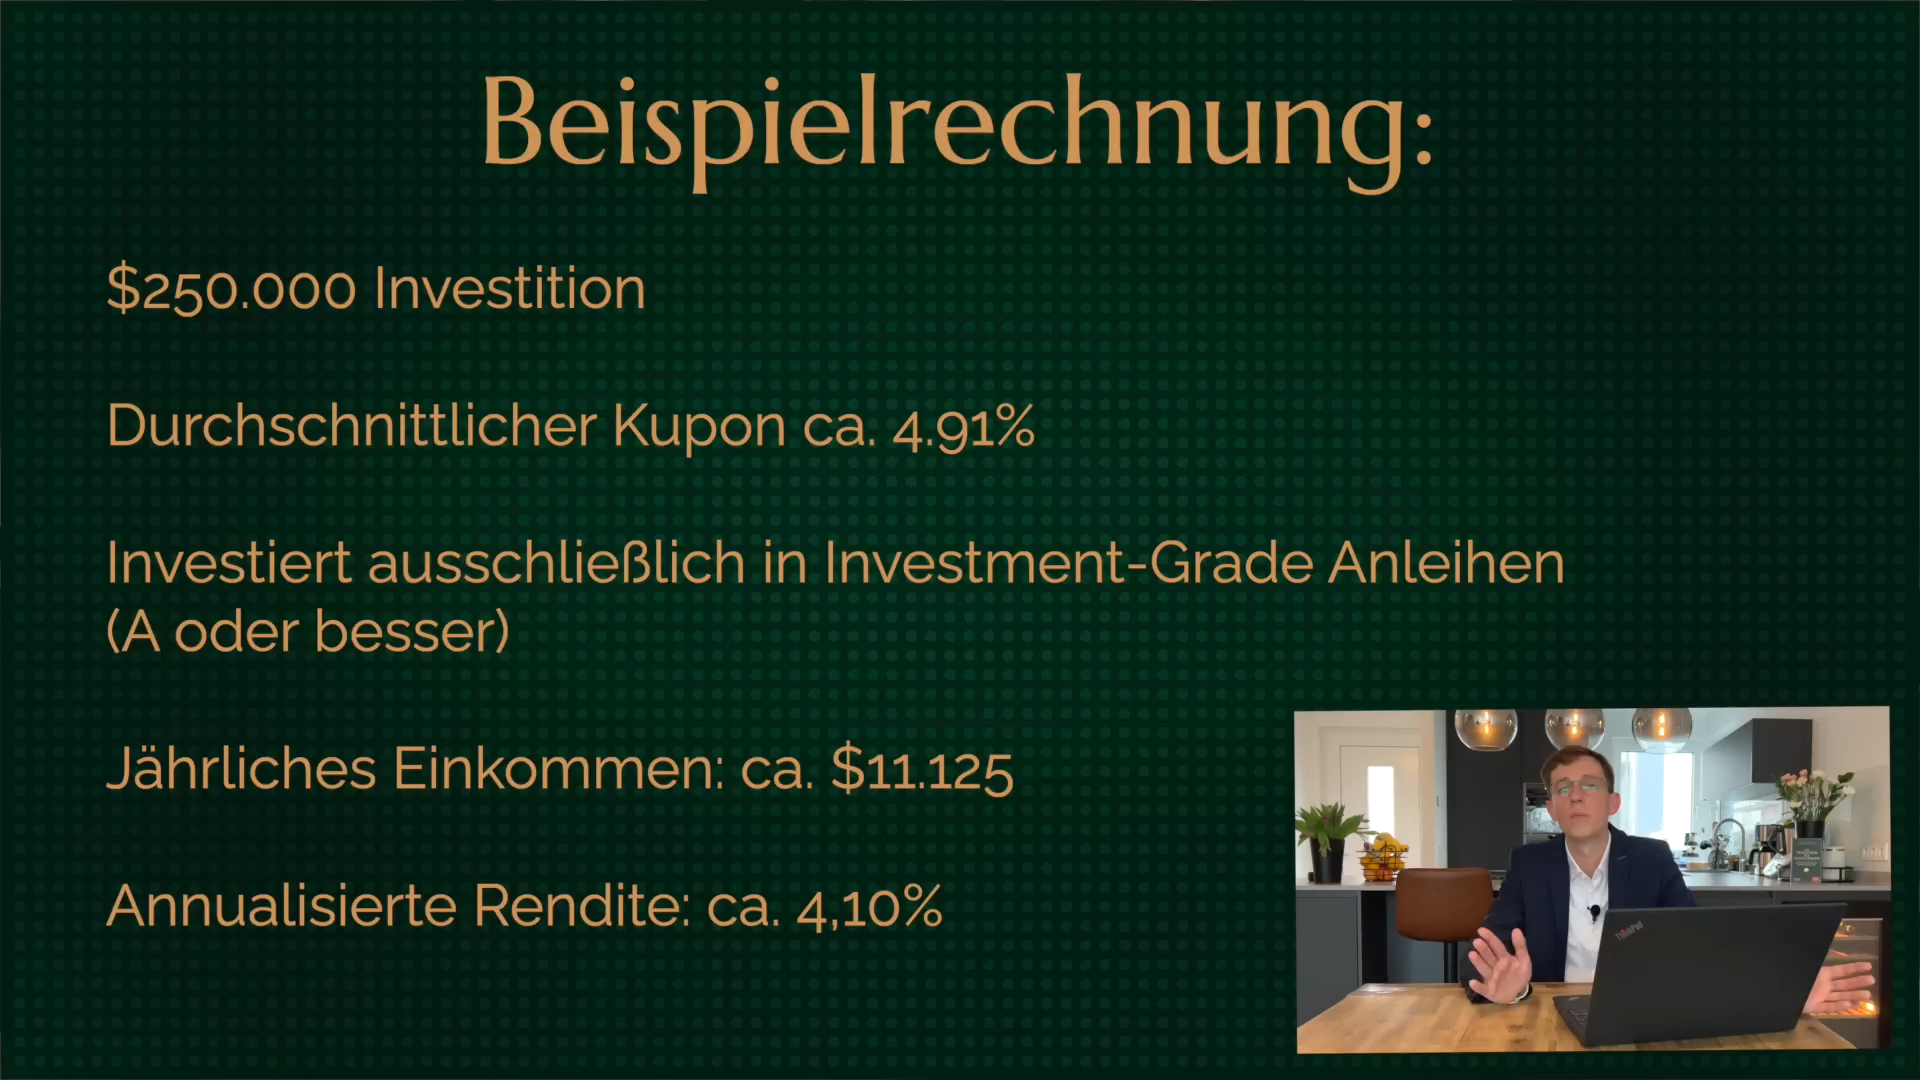 Beispielrechnung:
$250.000 Investition
Durchschnittlicher Kupon ca. 4.91%
Investiert ausschließlich in Investment-Grade Anleihen
(A oder besser)
Jährliches Einkommen: ca. $11.125
Annualisierte Rendite: ca. 4,10%
ThinkPad